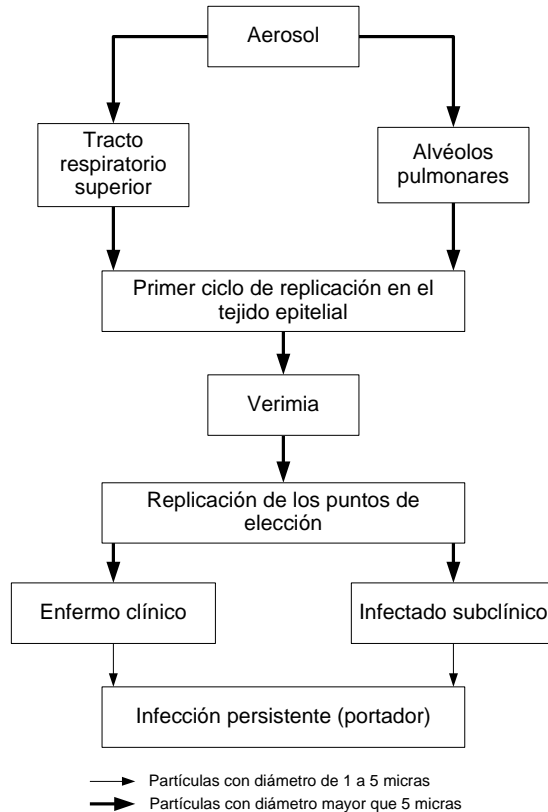 Aerosol
Tracto
respiratorio
superior
Alvéolos
pulmonares
Primer ciclo de replicación en el
tejido epitelial
Verimia
Replicación de los puntos de
elección
Enfermo clínico
Infectado subclínico
Infección persistente (portador)
Partículas con diámetro de 1 a 5 micras
Partículas con diámetro mayor que 5 micras